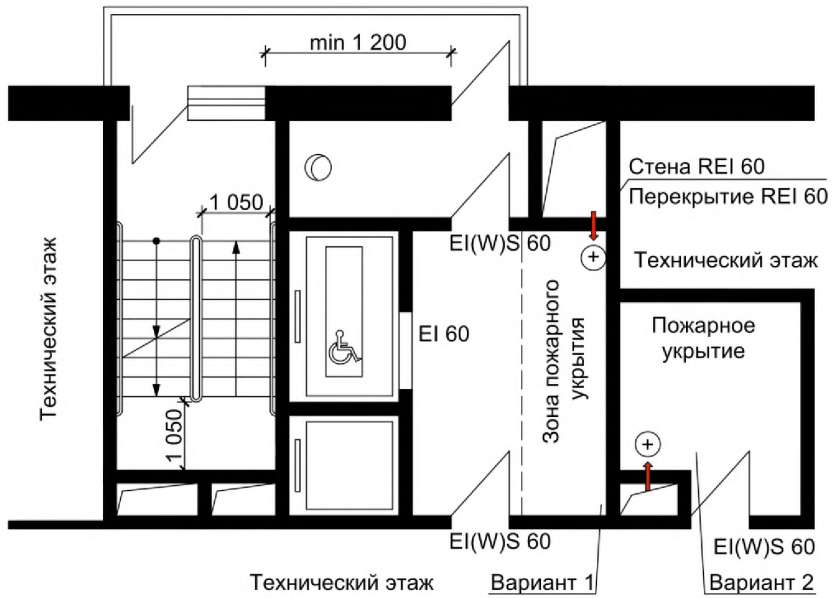 min 1 200
1 050
Стена REI 60
Перекрытие REI 60
EI(W)S 60
+
Технический этаж
Технический этаж
EI 60
Зона пожарного
укрытия
Пожарное
укрытие
1 050
+
EI(W)S 60
EI(W)S 60
Технический этаж
Вариант 1
Вариант 2